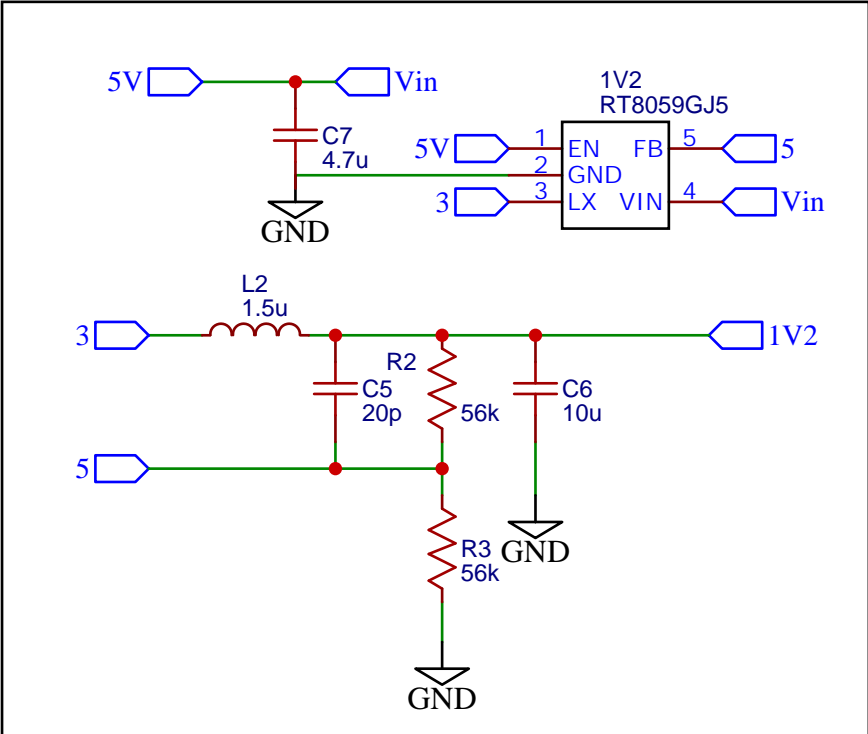 5V
Vin
C7
4.7u
GND
1V2
RT8059GJ5
5V
1
EN
FB
5
5
2
GND
3
3
LX
VIN
4
Vin
L2
1.5u
3
1V2
R2
C5
20p
56k
C6
10u
5
R3
56k
GND
GND